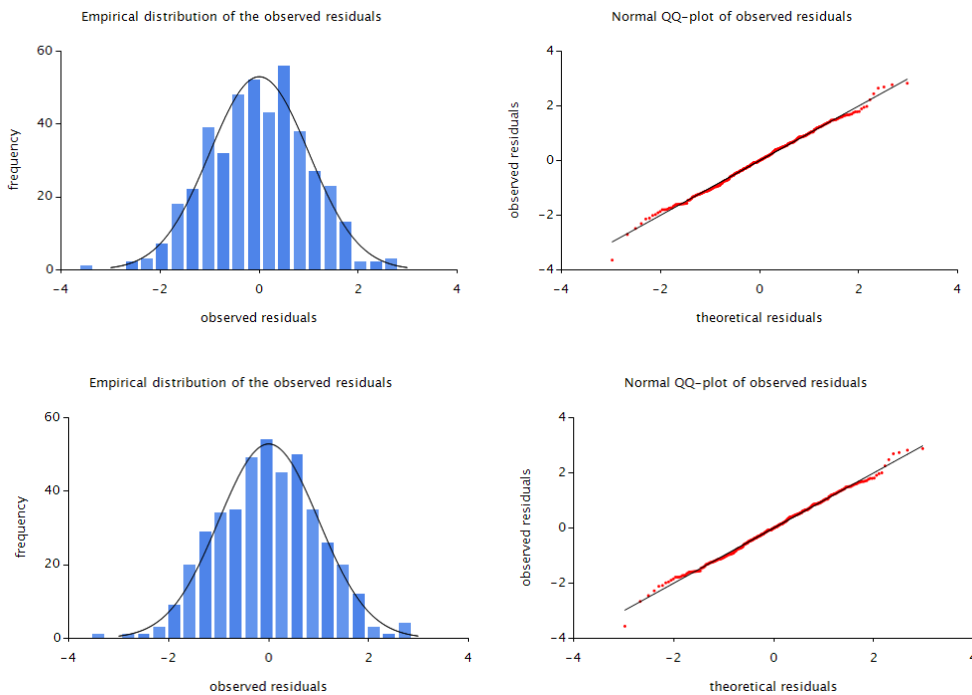 Empirical distribution of the observed residuals
60
40
20
0
frequency
−4 −2 0 2 4
observed residuals
Normal QQ-plot of observed residuals
4
2
0
−2
−4
observed residuals
−4 −2 0 2 4
theoretical residuals
Empirical distribution of the observed residuals
60
40
20
0
frequency
−4 −2 0 2 4
observed residuals
Normal QQ-plot of observed residuals
4
2
0
−2
−4
observed residuals
−4 −2 0 2 4
theoretical residuals